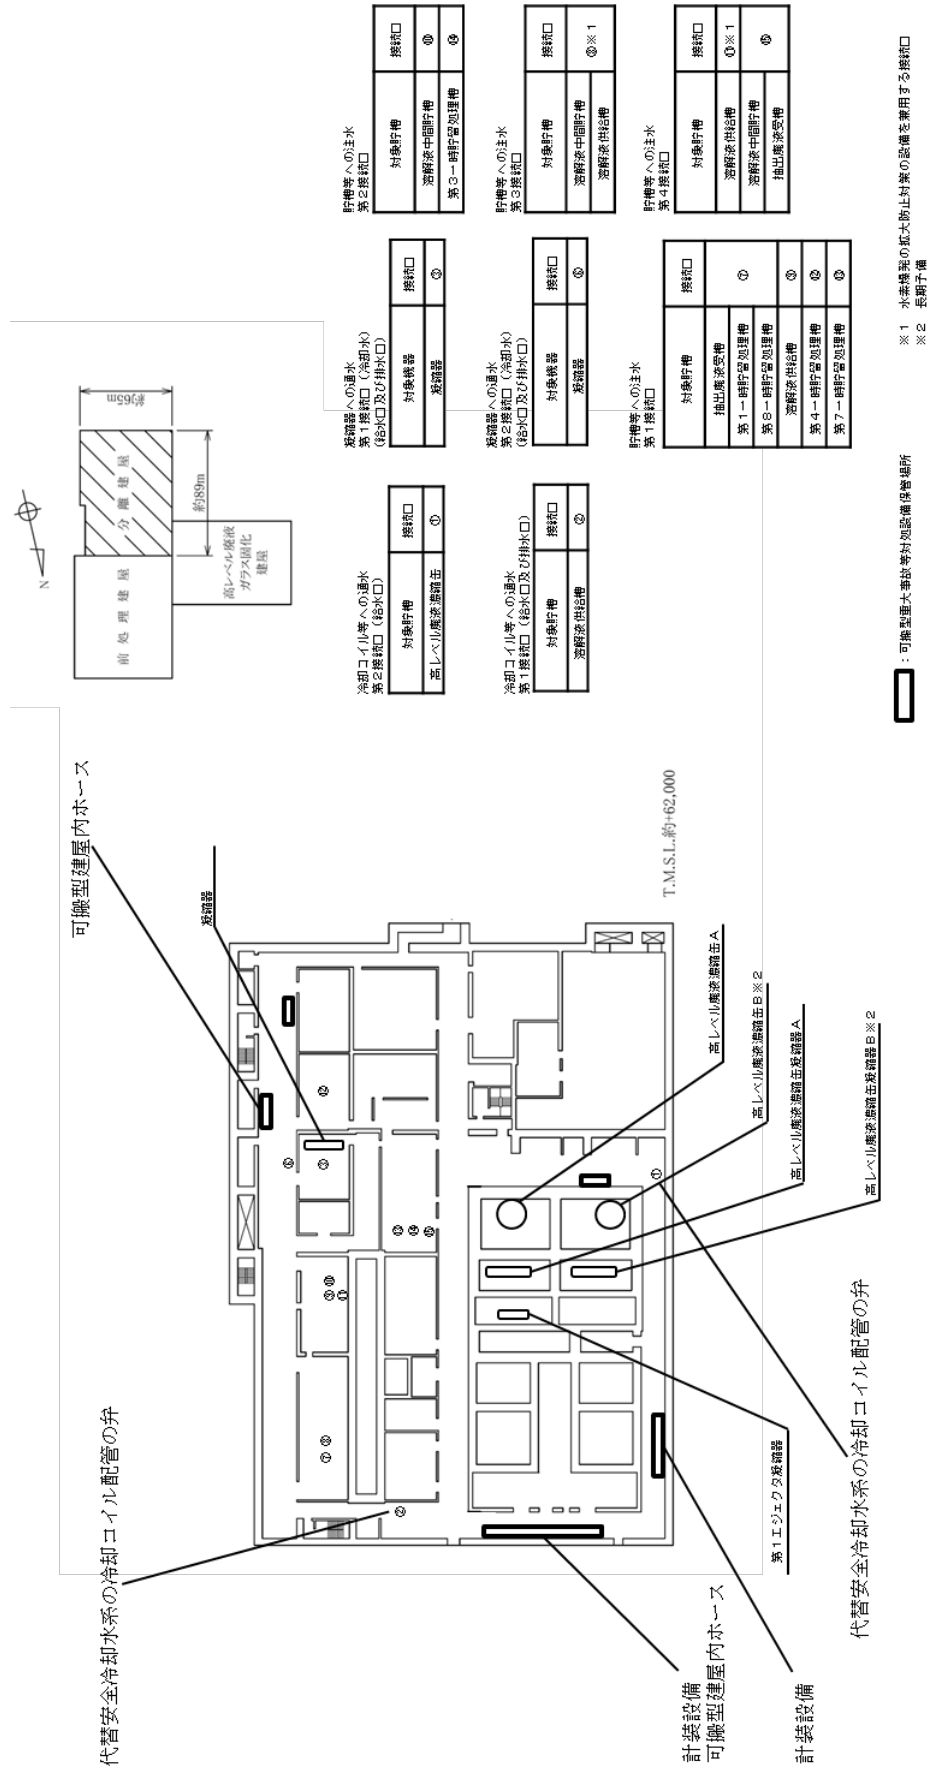 N
約65m
約89m
前処理建屋
分離建屋
高レベル廃液
ガラス固化
建屋
冷却コイル等への通水
第2接続口(給水口)
対象貯槽 接続口
高レベル廃液濃縮缶 ①
冷却コイル等への通水
第1接続口(給水口及び排水口)
対象貯槽 接続口
溶解液供給槽 ②
凝縮器への通水
第1接続口(冷却水)
(給水口及び排水口)
対象機器 接続口
凝縮器 ③
凝縮器への通水
第2接続口(冷却水)
(給水口及び排水口)
対象機器 接続口
凝縮器 ⑥
貯槽等への注水
第1接続口
対象貯槽 接続口
抽出廃液受槽 ⑦
第1一時貯留処理槽
第8一時貯留処理槽
溶解液供給槽 ⑨
第4一時貯留処理槽 ⑫
第7一時貯留処理槽 ⑬
貯槽等への注水
第2接続口
対象貯槽 接続口
溶解液中間貯槽 ⑩
第3一時貯留処理槽 ⑭
貯槽等への注水
第3接続口
対象貯槽 接続口
溶解液中間貯槽 ⑧※1
溶解液供給槽
貯槽等への注水
第4接続口
対象貯槽 接続口
溶解液供給槽 ⑪※1
溶解液中間貯槽 ⑮
抽出廃液受槽
代替安全冷却水系の冷却コイル配管の弁
可搬型建屋内ホース
凝縮器
⑥
③
⑫
⑨⑩
⑪
⑬
⑭
⑮
⑦⑧
②
①
T.M.S.L.約+62,000
高レベル廃液濃縮缶A
高レベル廃液濃縮缶B※2
高レベル廃液濃縮缶凝縮器A
高レベル廃液濃縮缶凝縮器B※2
第1エジェクタ凝縮器
代替安全冷却水系の冷却コイル配管の弁
計装設備
可搬型建屋内ホース
計装設備
:可搬型重大事故等対処設備保管場所
※1 水素爆発の拡大防止対策の設備を兼用する接続口
※2 長期予備